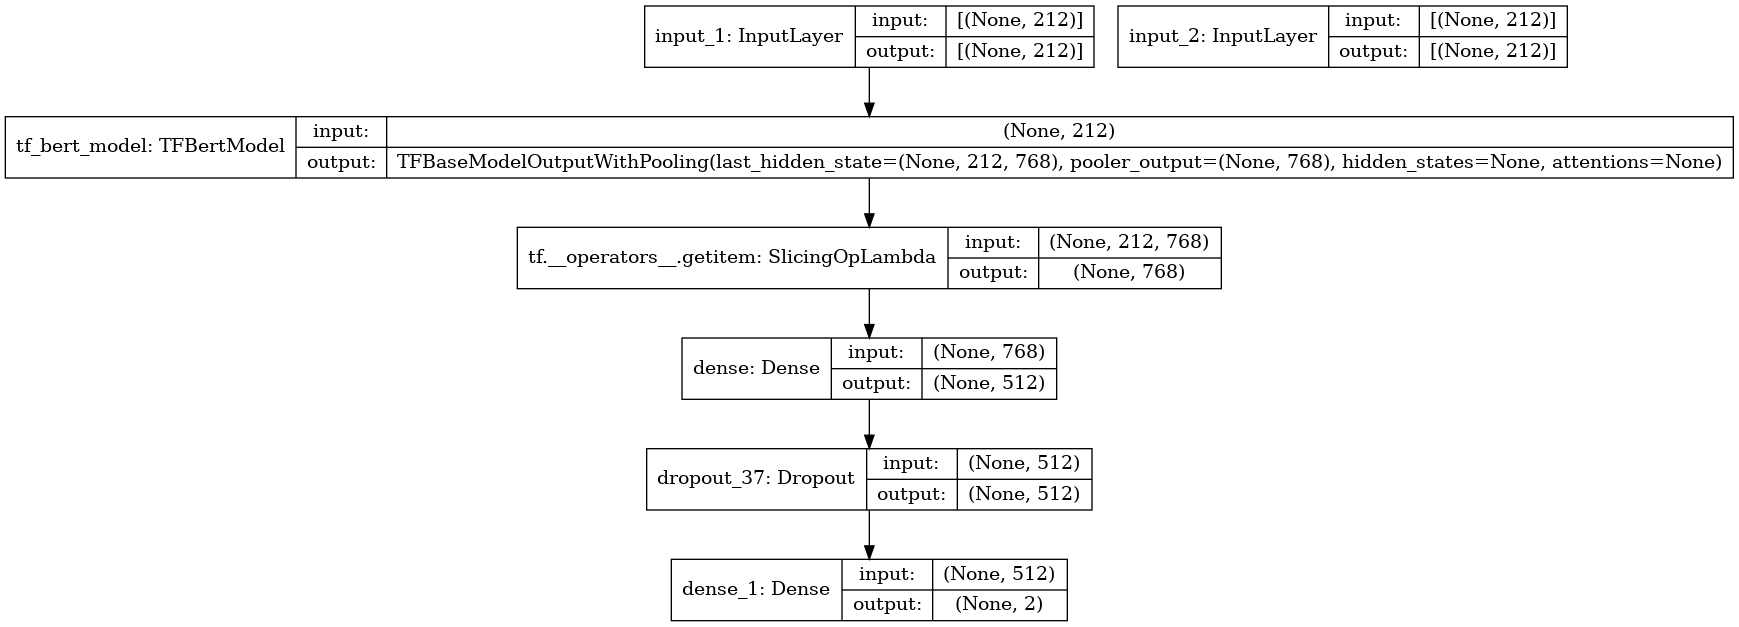 input_1: InputLayer
input: [(None, 212)]
output: [(None, 212)]
input_2: InputLayer
input: [(None, 212)]
output: [(None, 212)]
tf_bert_model: TFBertModel
input: (None, 212)
output: TFBaseModelOutputWithPooling(last_hidden_state=(None, 212, 768), pooler_output=(None, 768), hidden_states=None, attentions=None)
tf.__operators__.getitem: SlicingOpLambda
input: (None, 212, 768)
output: (None, 768)
dense: Dense
input: (None, 768)
output: (None, 512)
dropout_37: Dropout
input: (None, 512)
output: (None, 512)
dense_1: Dense
input: (None, 512)
output: (None, 2)